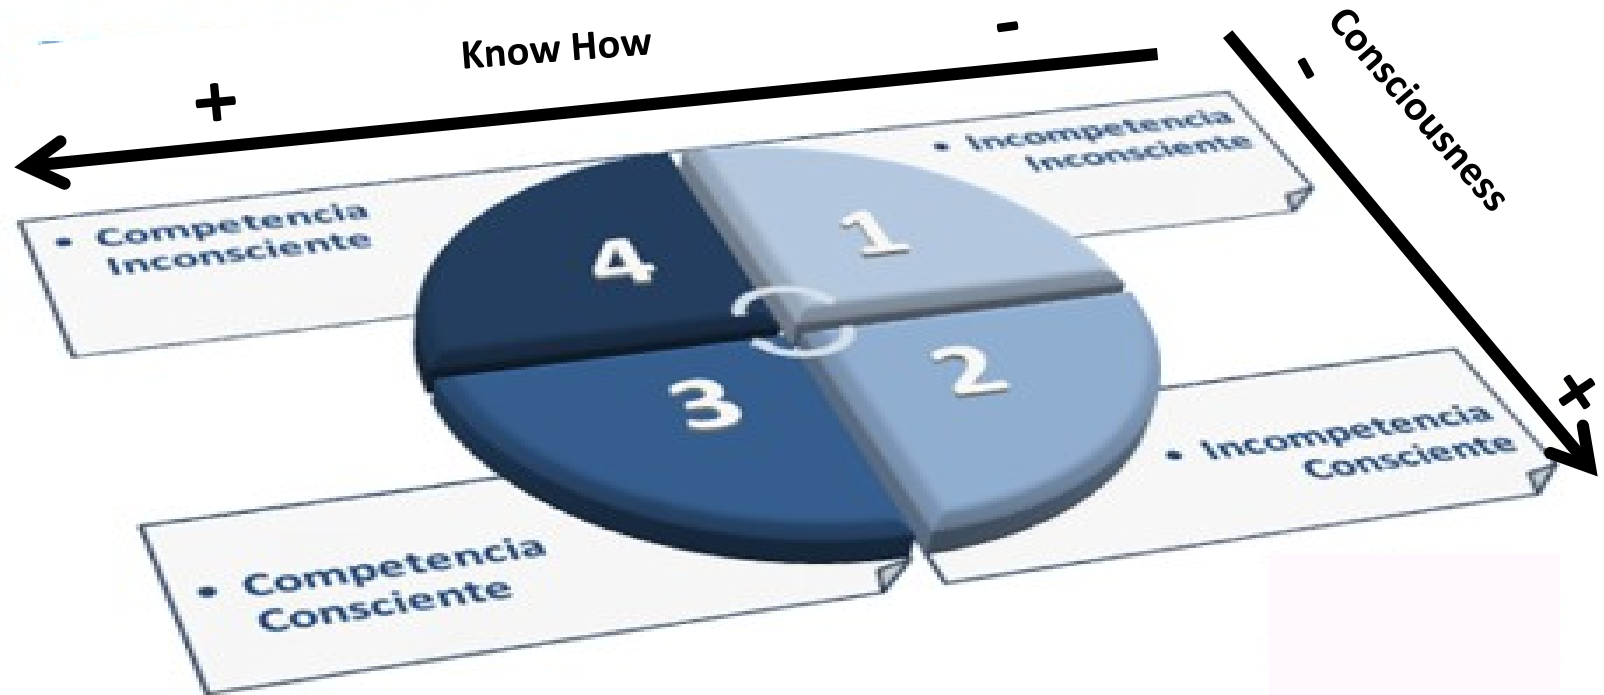 Know How
-
+
Consciousness
-
+
• Incompetencia
Inconsciente
• Competencia
Inconsciente
4
1
3
2
• Incompetencia
Consciente
• Competencia
Consciente